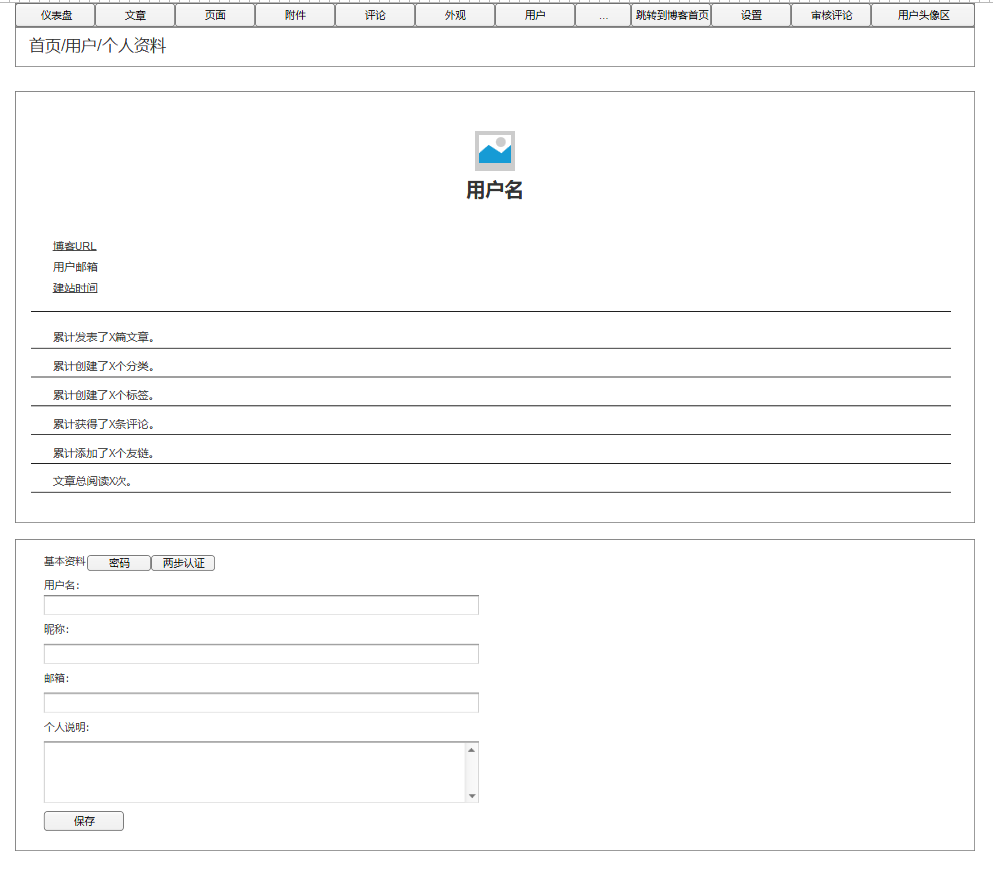 仪表盘 文章 页面 附件 评论 外观 用户 ... 跳转到博客首页 设置 审核评论 用户头像区
首页/用户/个人资料
用户名
博客URL
用户邮箱
建站时间
累计发表了X篇文章。
累计创建了X个分类。
累计创建了X个标签。
累计获得了X条评论。
累计添加了X个友链。
文章总阅读X次。
基本资料 密码 两步认证
用户名:
昵称:
邮箱:
个人说明:
保存